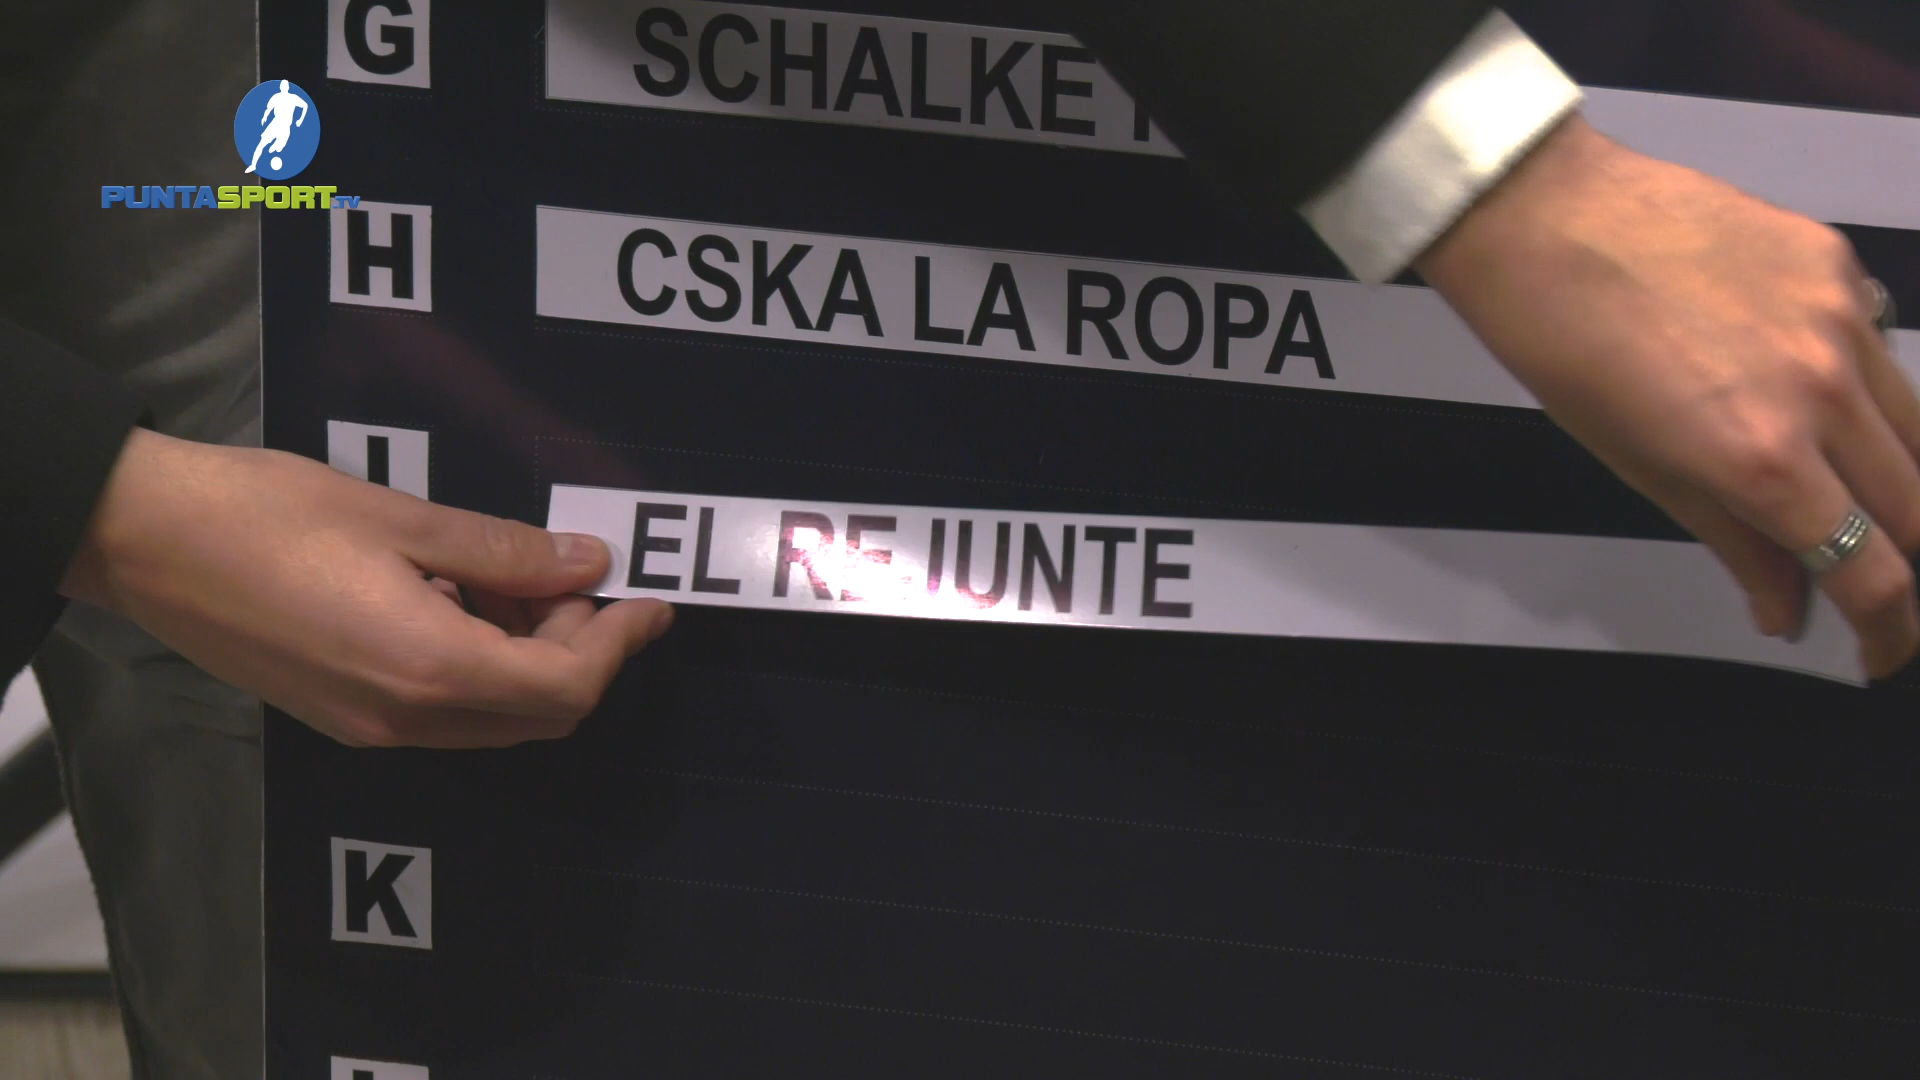 G SCHALKE
PUNTASPORT.TV
H CSKA LA ROPA
I EL REJUNTE
K